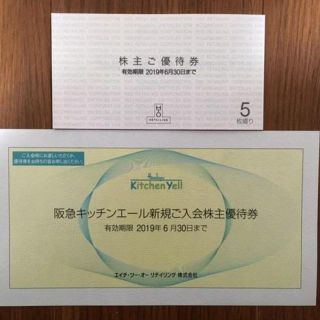 株主ご優待券
有効期限 2019年6月30日まで
H2O
RETAILING
5
枚綴り
Kitchen Yell
阪急キッチンエール新規ご入会株主優待券
有効期限 2019年6月30日まで
エイチ・ツー・オー リテイリング 株式会社